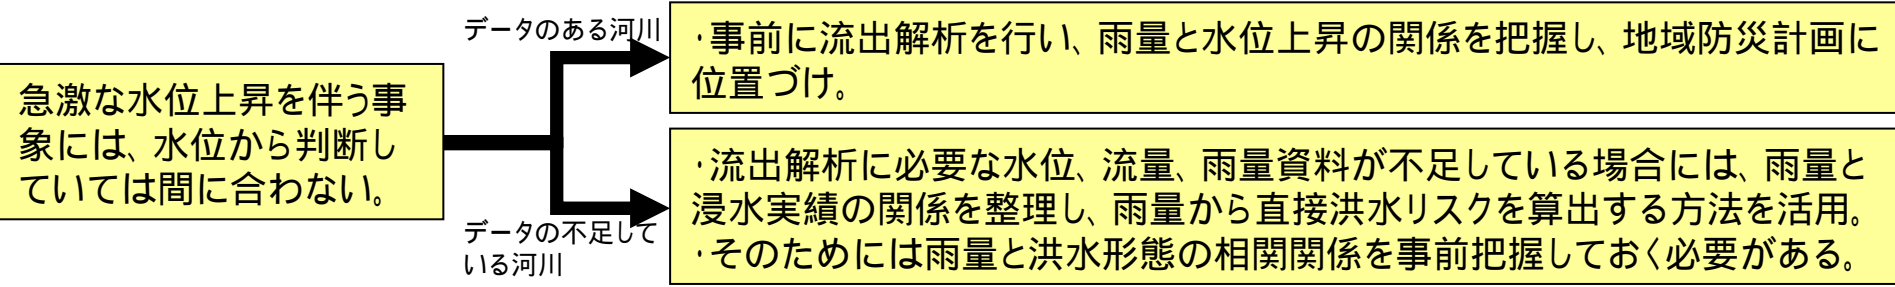 急激な水位上昇を伴う事
象には、水位から判断し
ていては間に合わない。
データのある河川
・事前に流出解析を行い、雨量と水位上昇の関係を把握し、地域防災計画に
位置づけ。
データの不足して
いる河川
・流出解析に必要な水位、流量、雨量資料が不足している場合には、雨量と
浸水実績の関係を整理し、雨量から直接洪水リスクを算出する方法を活用。
・そのためには雨量と洪水形態の相関関係を事前把握しておく必要がある。